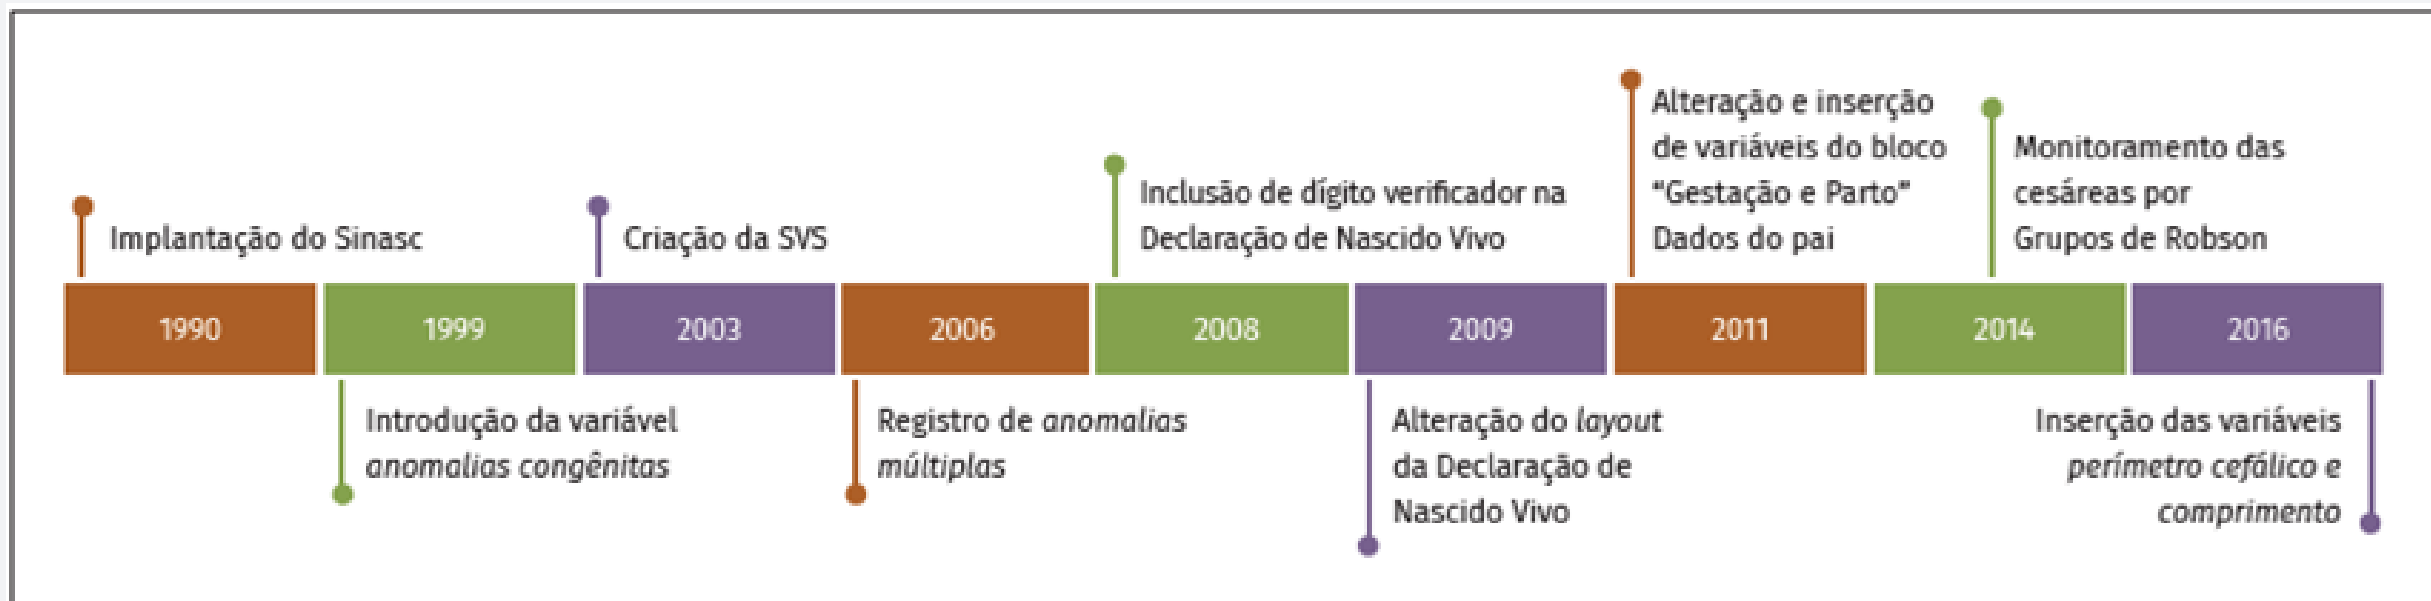 Implantação do Sinasc
Criação da SVS
Inclusão de dígito verificador na
Declaração de Nascido Vivo
Alteração e inserção
de variáveis do bloco
“Gestação e Parto”
Dados do pai
Monitoramento das
cesáreas por
Grupos de Robson
1990
1999
2003
2006
2008
2009
2011
2014
2016
Introdução da variável
anomalias congênitas
Registro de anomalias
múltiplas
Alteração do layout
da Declaração de
Nascido Vivo
Inserção das variáveis
perímetro cefálico e
comprimento